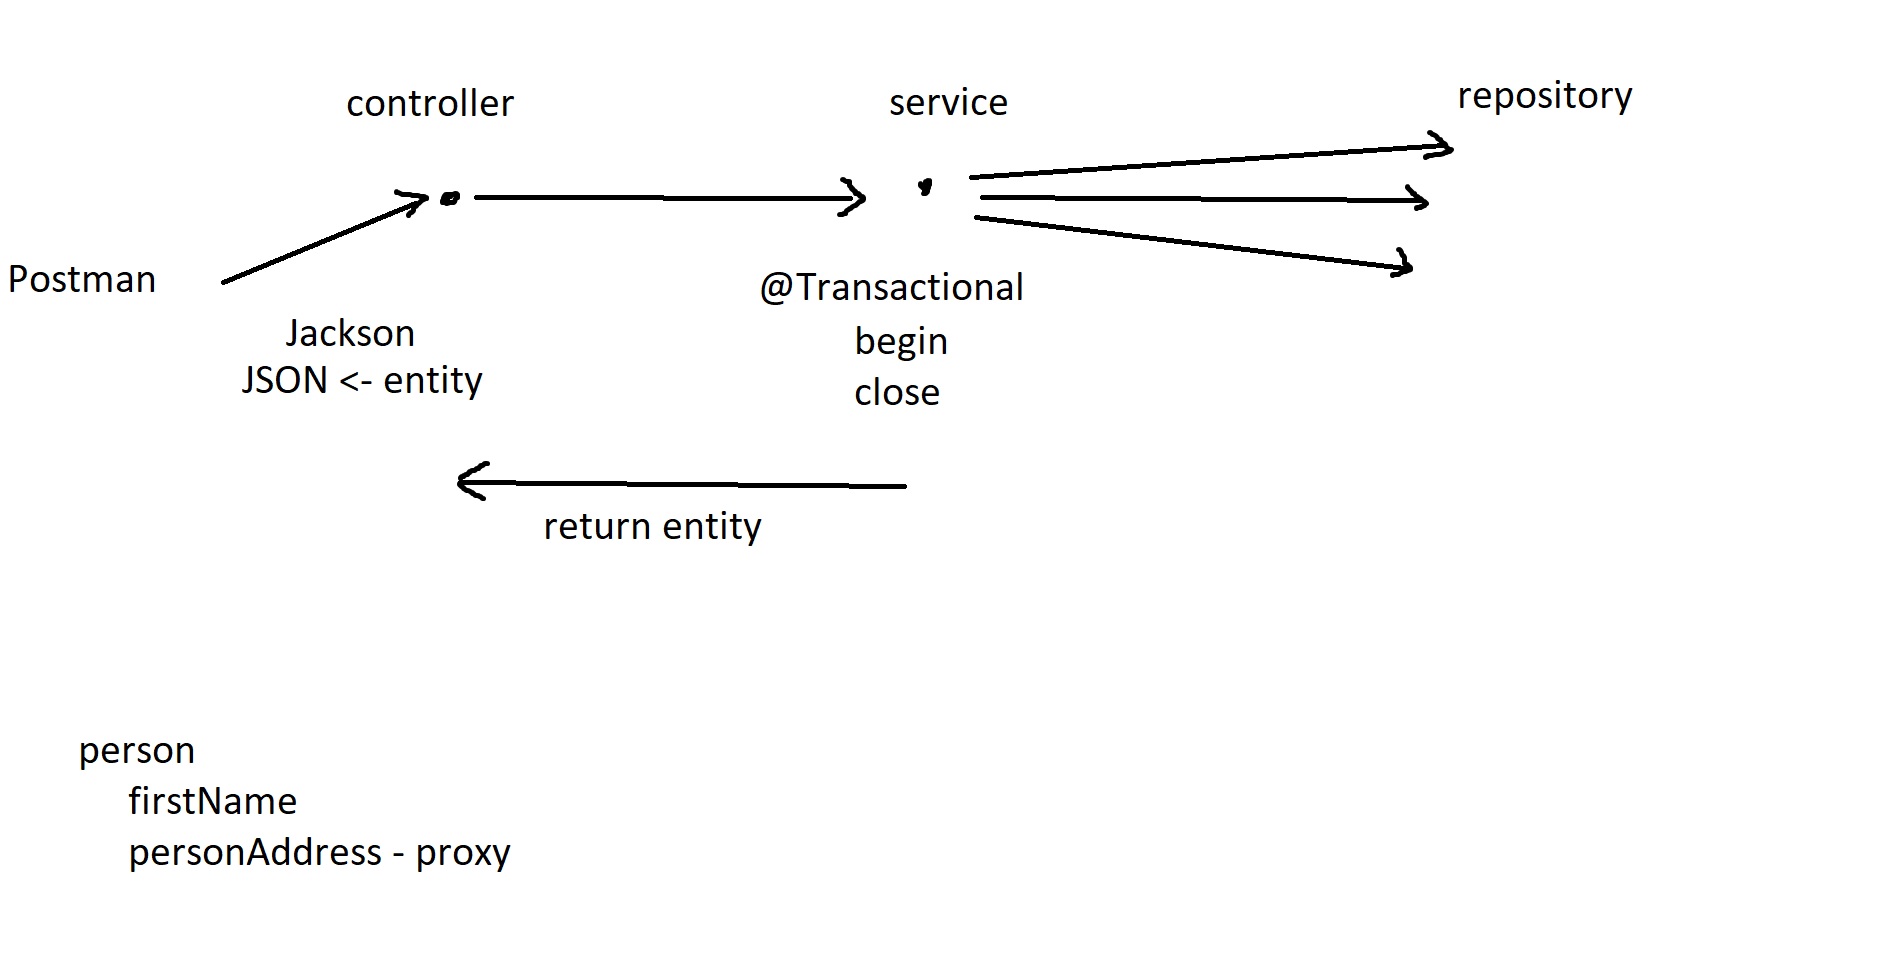 controller
service
repository
Postman
@Transactional
begin
close
Jackson
JSON <- entity
return entity
person
firstName
personAddress - proxy